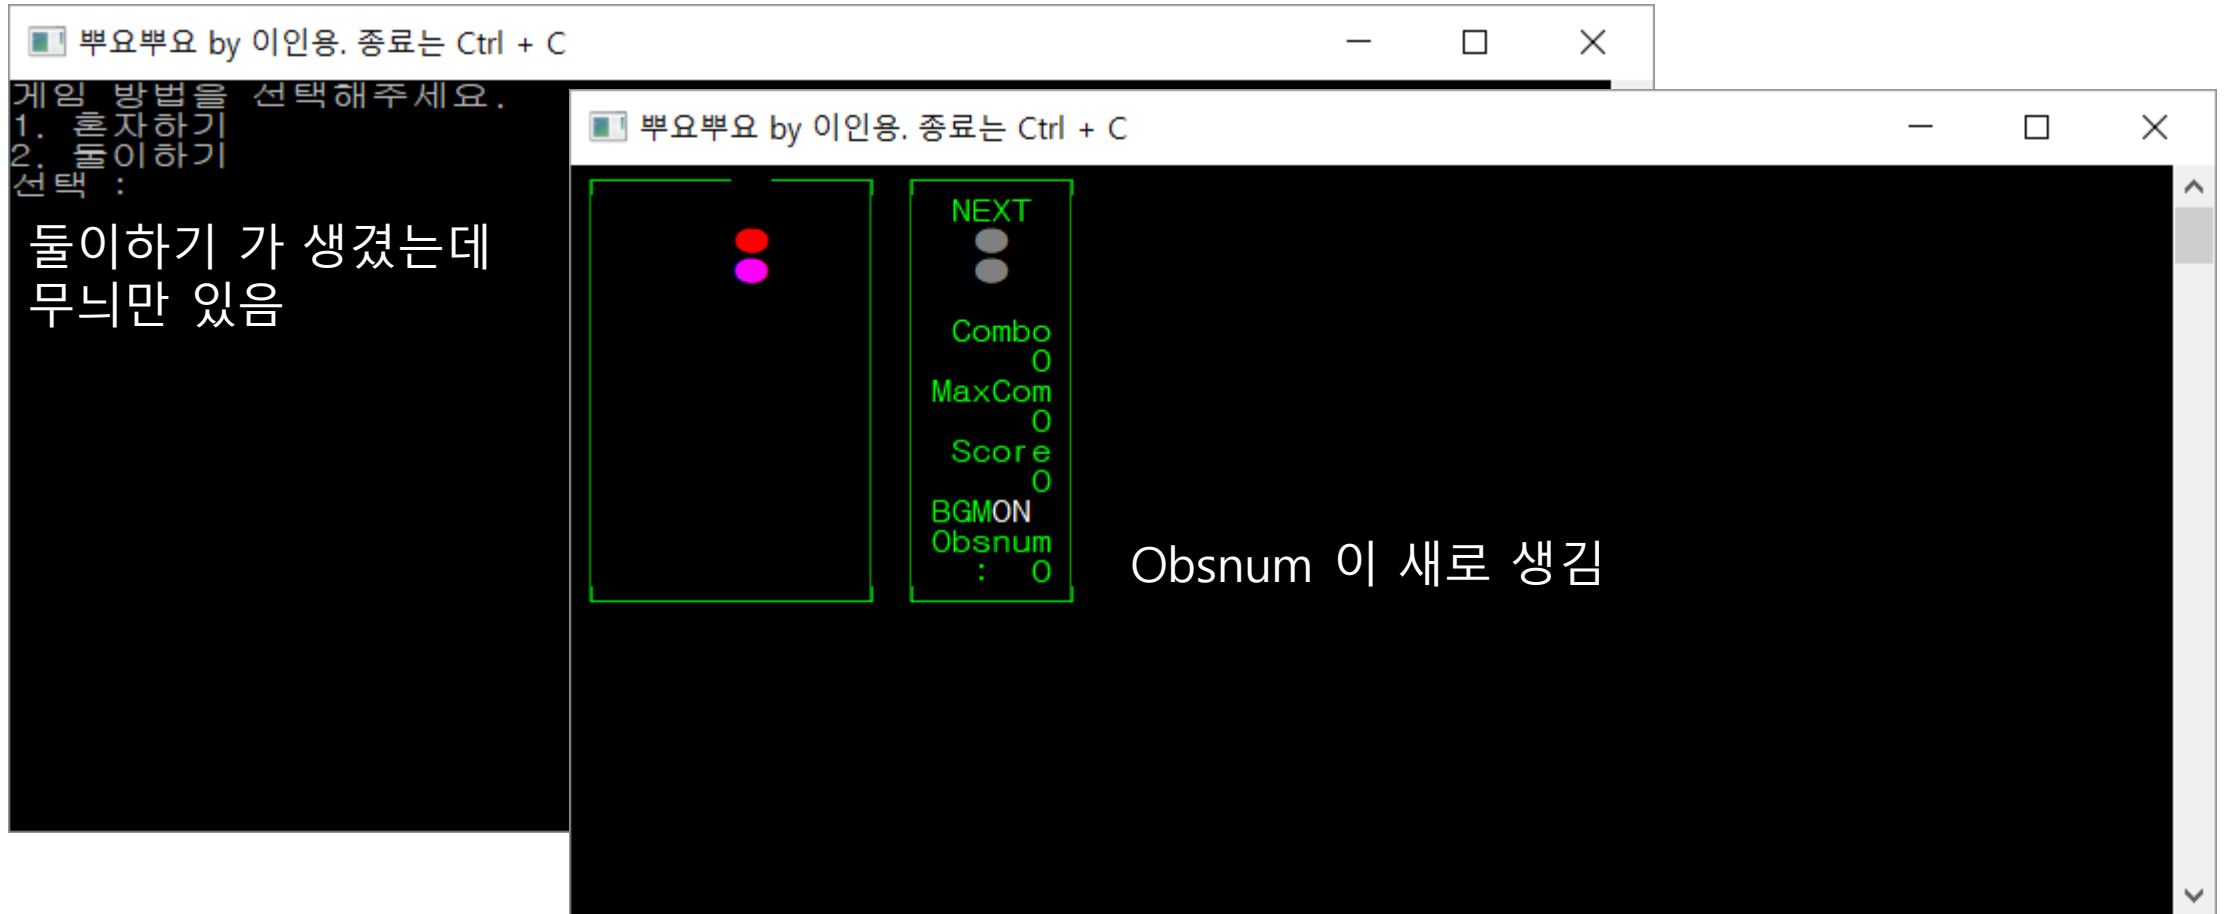 뿌요뿌요 by 이인용. 종료는 Ctrl + C
게임 방법을 선택해주세요.
1. 혼자하기
2. 둘이하기
선택 :
둘이하기 가 생겼는데
무늬만 있음
뿌요뿌요 by 이인용. 종료는 Ctrl + C
NEXT
Combo
0
MaxCom
0
Score
0
BGMON
Obsnum
: 0
Obsnum 이 새로 생김